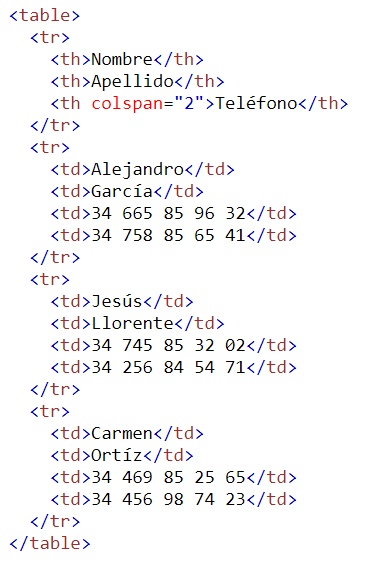 <table>
<tr>
<th>Nombre</th>
<th>Apellido</th>
<th colspan="2">Teléfono</th>
</tr>
<tr>
<td>Alejandro</td>
<td>García</td>
<td>34 665 85 96 32</td>
<td>34 758 85 65 41</td>
</tr>
<tr>
<td>Jesús</td>
<td>Llorente</td>
<td>34 745 85 32 02</td>
<td>34 256 84 54 71</td>
</tr>
<tr>
<td>Carmen</td>
<td>Ortíz</td>
<td>34 469 85 25 65</td>
<td>34 456 98 74 23</td>
</tr>
</table>